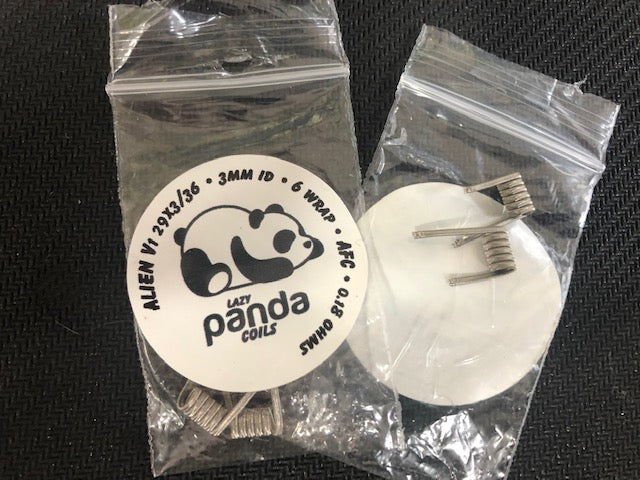 ALIEN V1 29X3/36 • 3MM ID • 6 WRAP • AFC • 0.18 OHMS
LAZY
panda
COILS